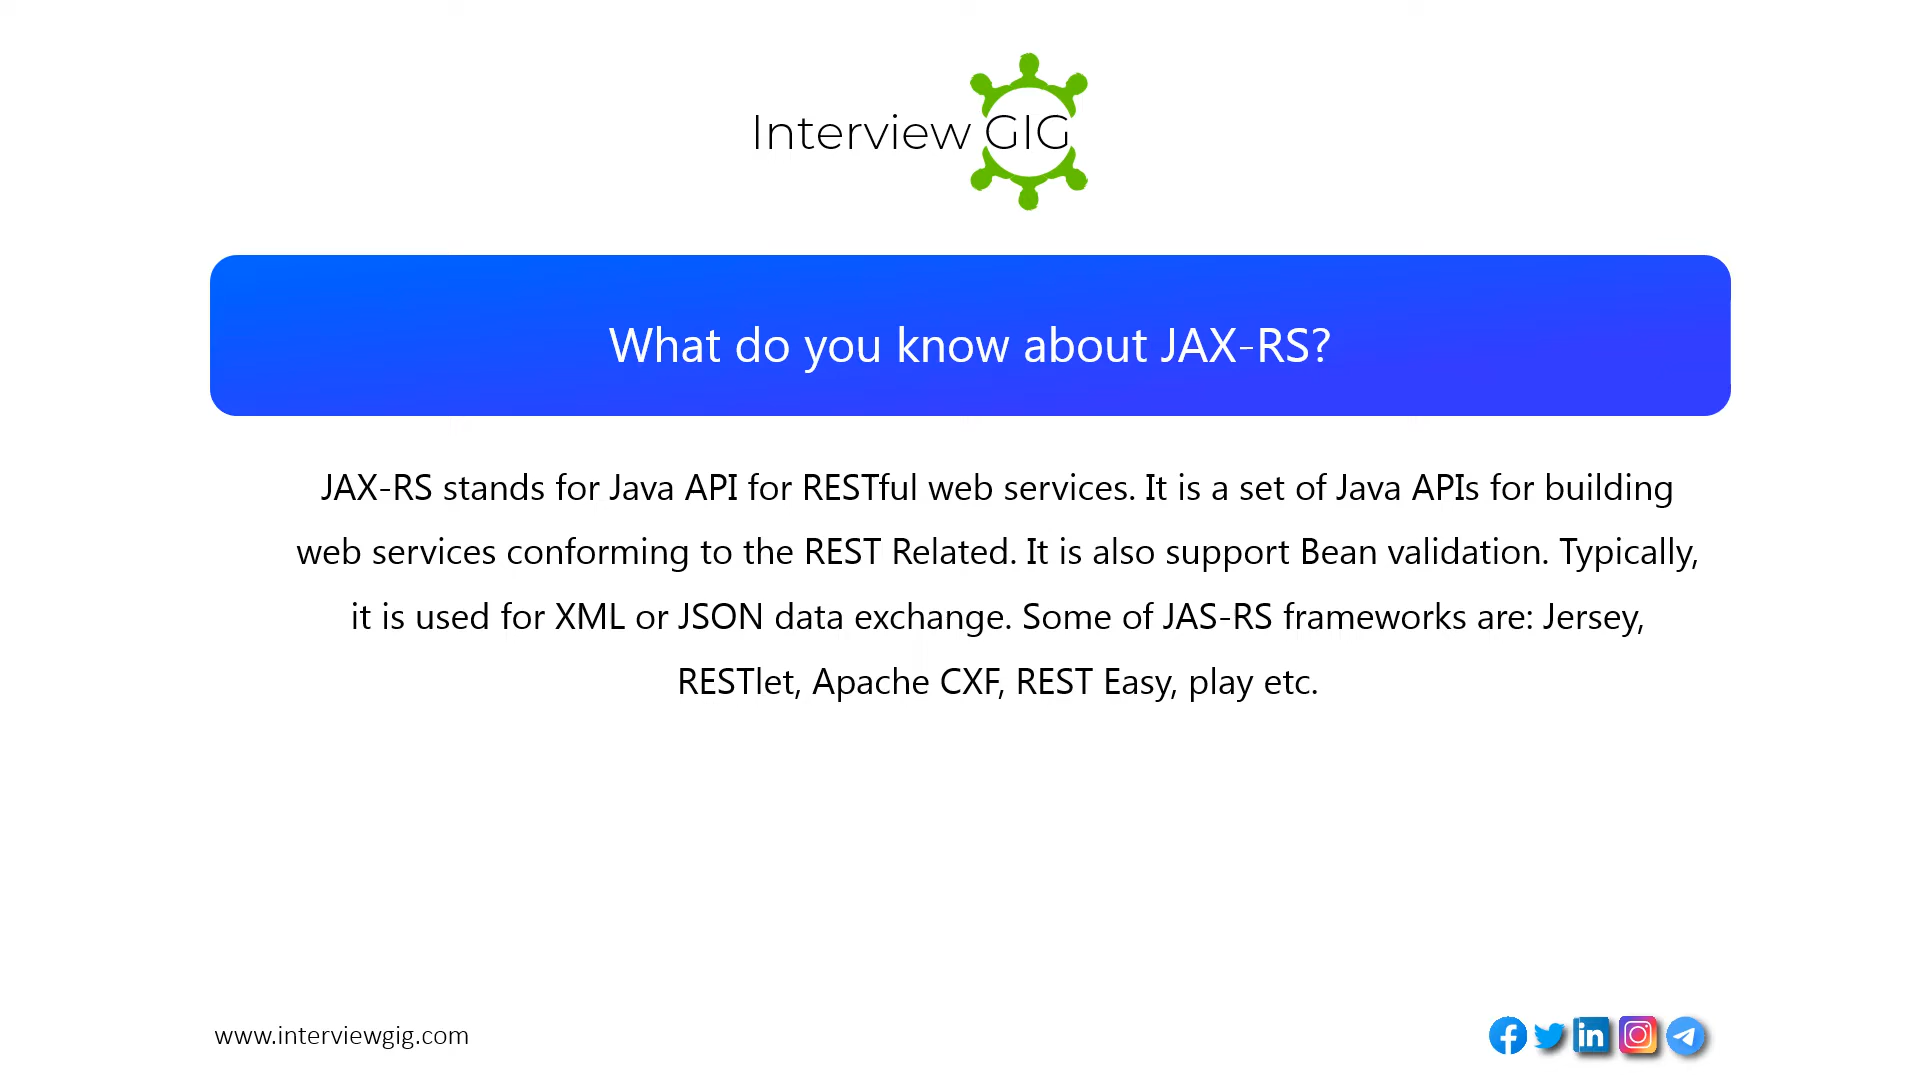 Interview GIG
What do you know about JAX-RS?
JAX-RS stands for Java API for RESTful web services. It is a set of Java APIs for building
web services conforming to the REST Related. It is also support Bean validation. Typically,
it is used for XML or JSON data exchange. Some of JAS-RS frameworks are: Jersey,
RESTlet, Apache CXF, REST Easy, play etc.
www.interviewgig.com